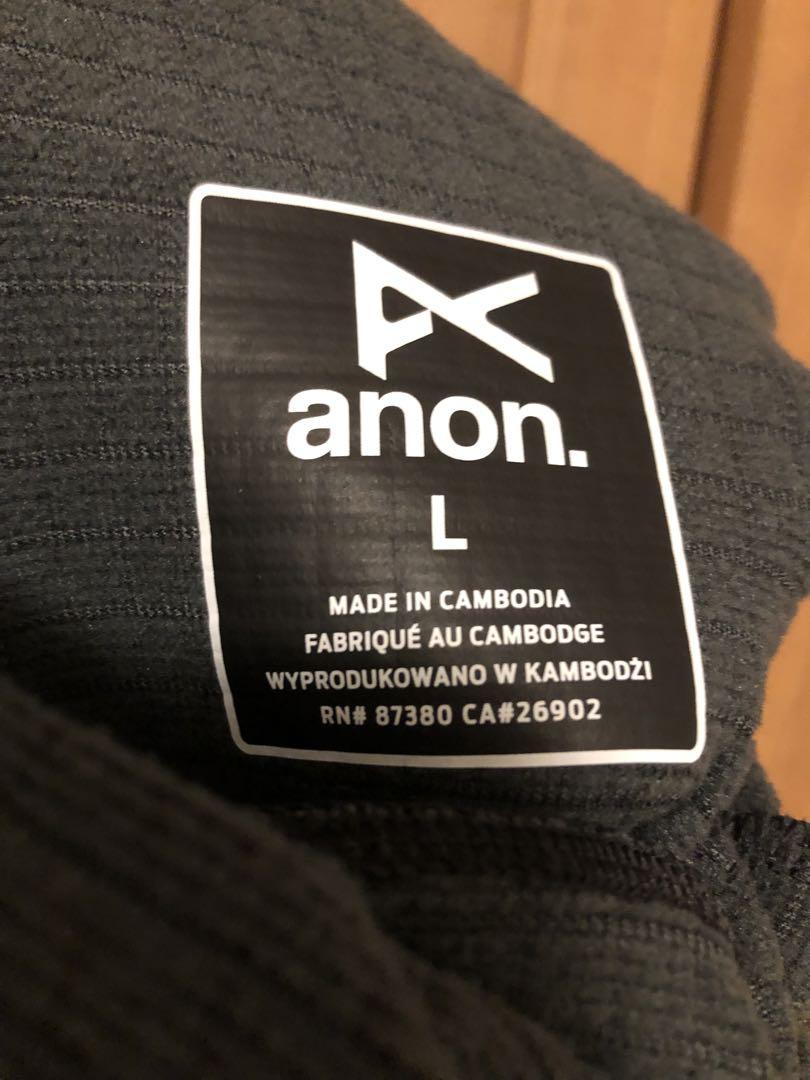 anon.
L
MADE IN CAMBODIA
FABRIQUÉ AU CAMBODGE
WYPRODUKOWANO W KAMBODŻI
RN# 87380 CA#26902